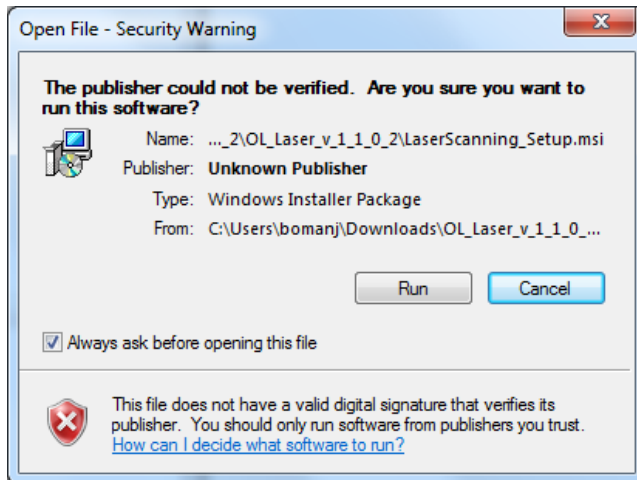 Open File - Security Warning
The publisher could not be verified. Are you sure you want to
run this software?
Name: ..._2\OL_Laser_v_1_1_0_2\LaserScanning_Setup.msi
Publisher: Unknown Publisher
Type: Windows Installer Package
From: C:\Users\bomanj\Downloads\OL_Laser_v_1_1_0_...
Run Cancel
Always ask before opening this file
This file does not have a valid digital signature that verifies its
publisher. You should only run software from publishers you trust.
How can I decide what software to run?